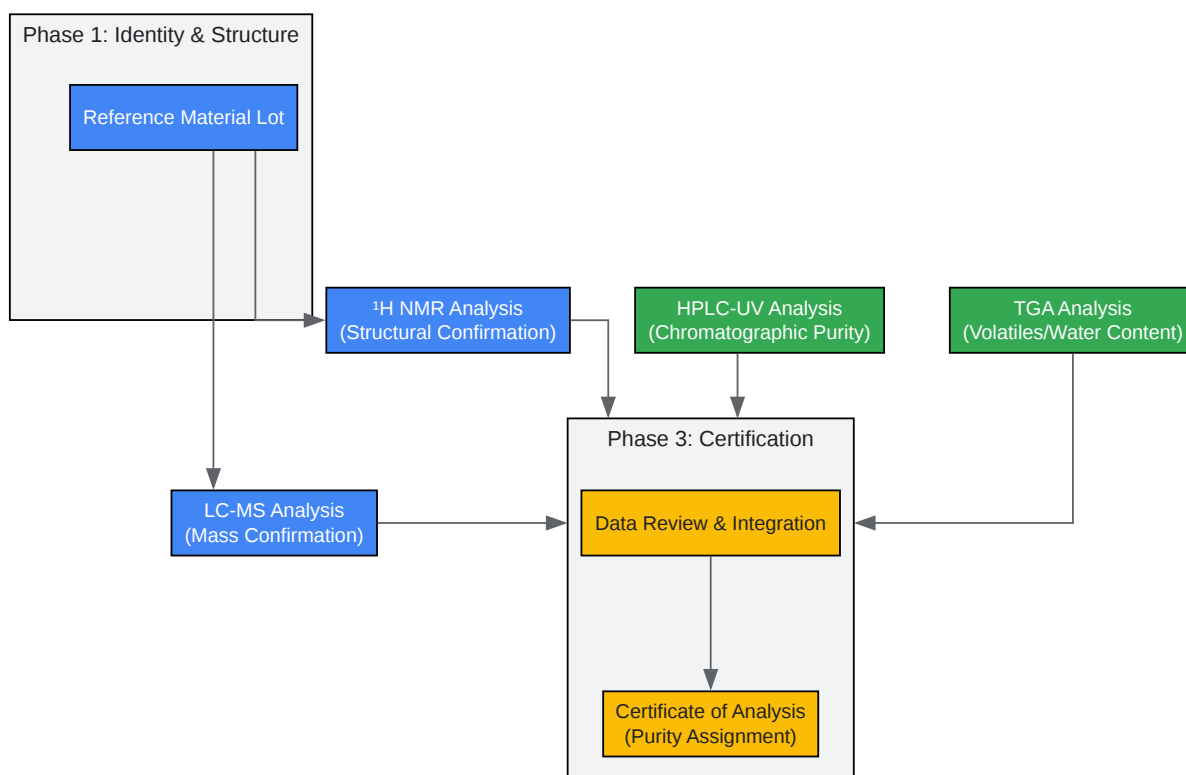 Phase 1: Identity & Structure
Reference Material Lot
¹H NMR Analysis
(Structural Confirmation)
HPLC-UV Analysis
(Chromatographic Purity)
TGA Analysis
(Volatiles/Water Content)
Phase 3: Certification
LC-MS Analysis
(Mass Confirmation)
Data Review & Integration
Certificate of Analysis
(Purity Assignment)